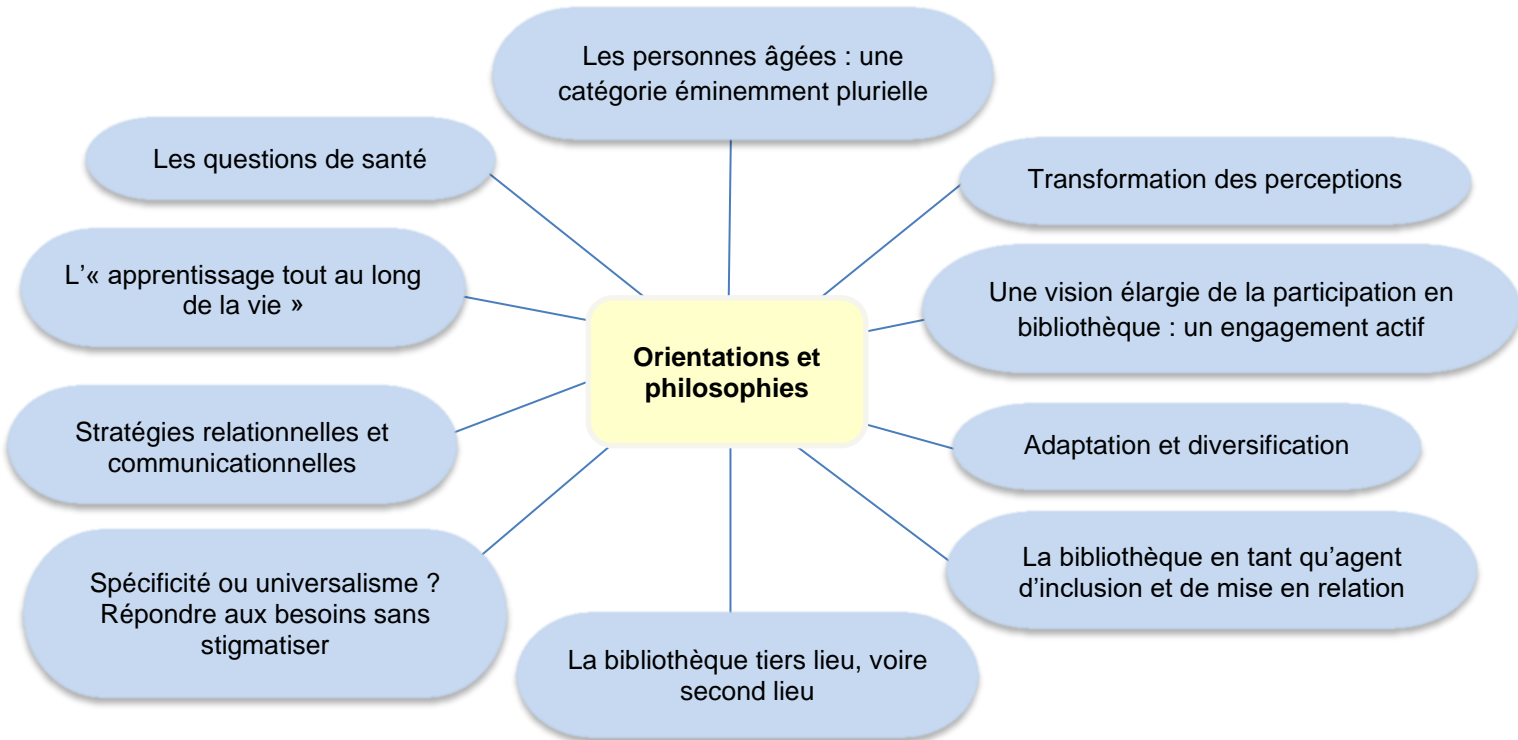 Les personnes âgées : une
catégorie éminemment plurielle
Les questions de santé
Transformation des perceptions
L'« apprentissage tout au long
de la vie »
Une vision élargie de la participation en
bibliothèque : un engagement actif
Orientations et
philosophies
Stratégies relationnelles et
communicationnelles
Adaptation et diversification
Spécificité ou universalisme ?
Répondre aux besoins sans
stigmatiser
La bibliothèque en tant qu’agent
d’inclusion et de mise en relation
La bibliothèque tiers lieu, voire
second lieu